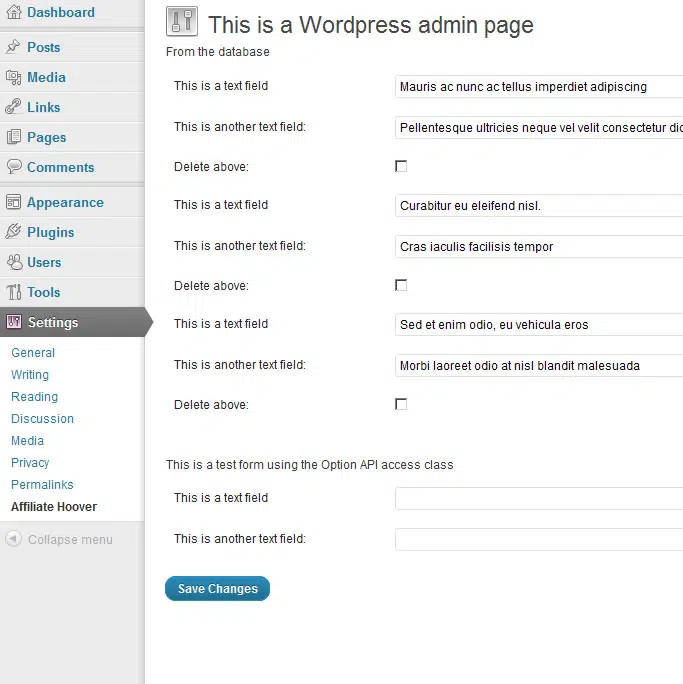 Dashboard
Posts
Media
Links
Pages
Comments
Appearance
Plugins
Users
Tools
Settings
General
Writing
Reading
Discussion
Media
Privacy
Permalinks
Affiliate Hoover
Collapse menu
This is a Wordpress admin page
From the database
This is a text field Mauris ac nunc ac tellus imperdiet adipiscing
This is another text field: Pellentesque ultricies neque vel velit consectetur
Delete above:
This is a text field Curabitur eu eleifend nisl.
This is another text field: Cras iaculis facilisis tempor
Delete above:
This is a text field Sed et enim odio, eu vehicula eros
This is another text field: Morbi laoreet odio at nisl blandit malesuada
Delete above:
This is a test form using the Option API access class
This is a text field
This is another text field:
Save Changes